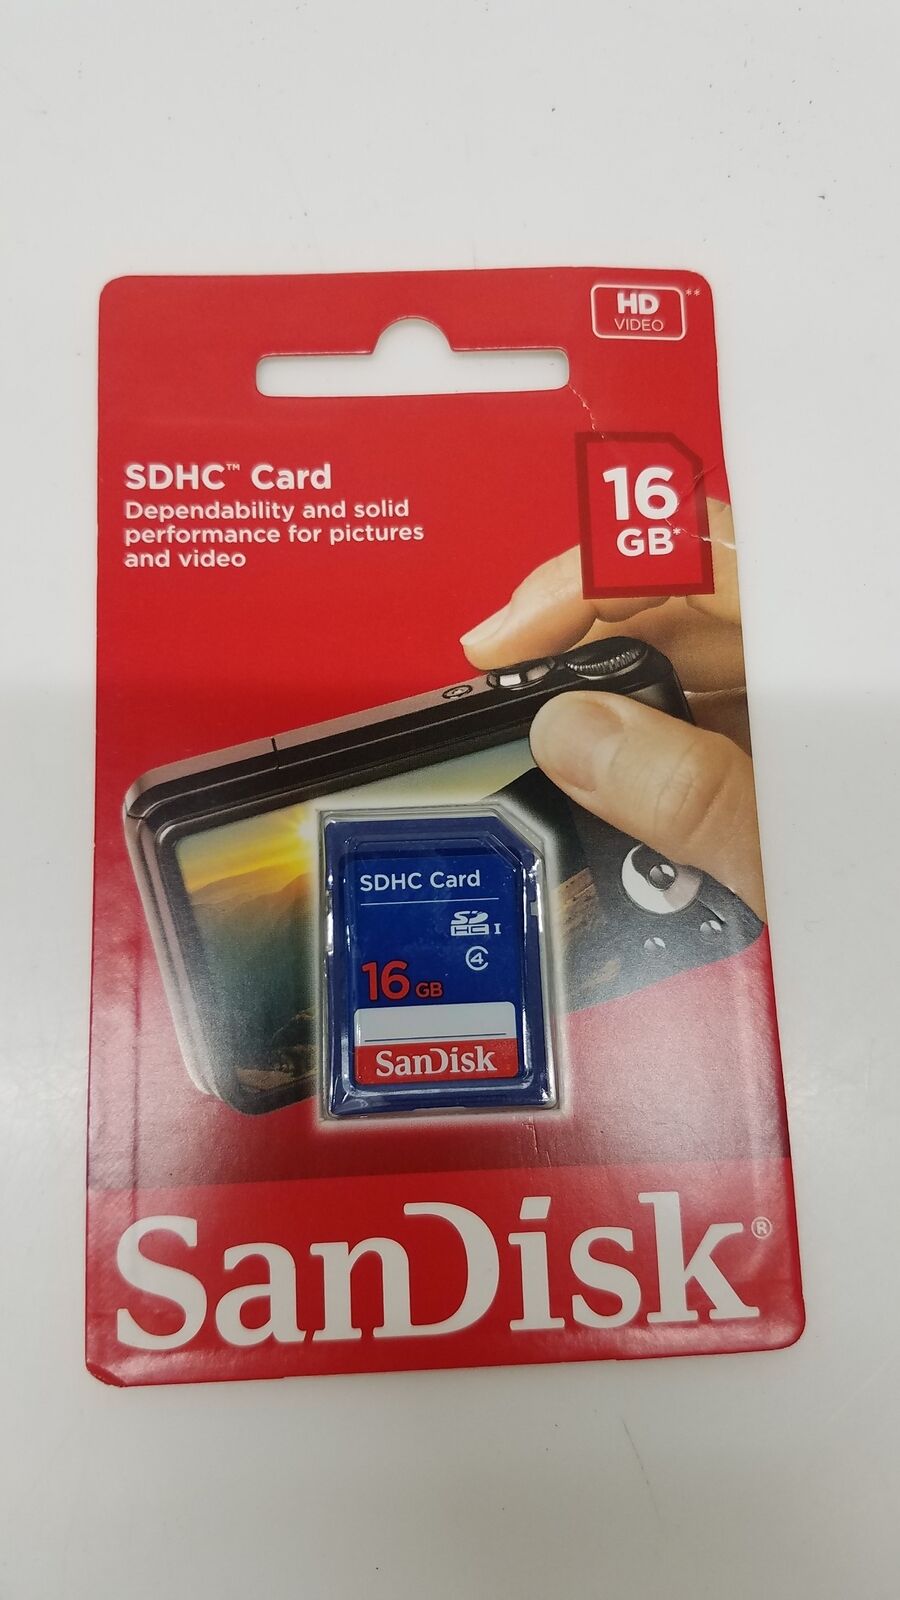 HD**
VIDEO
SDHC™ Card
Dependability and solid
performance for pictures
and video
16
GB*
SDHC Card
SD
HC I
4
16 GB
SanDisk
SanDisk®